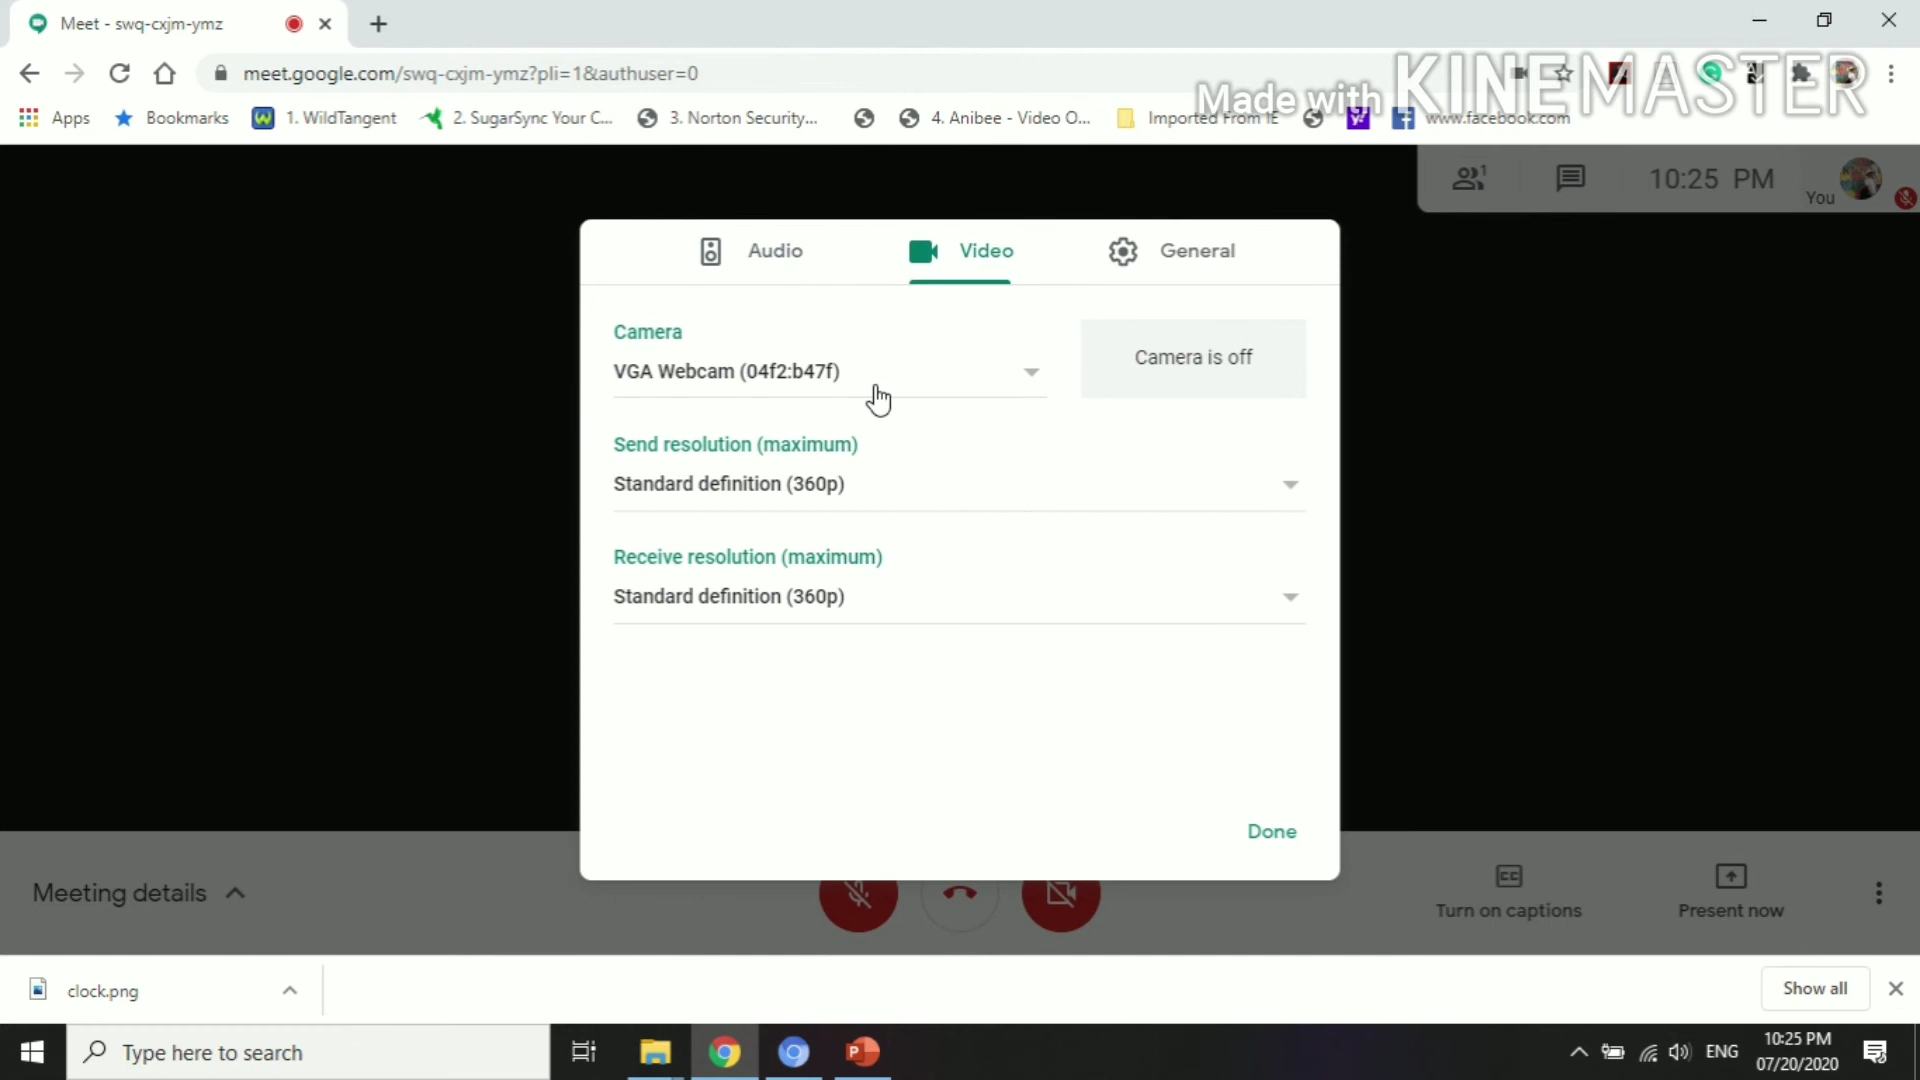 Meet - swq-cxjm-ymz
meet.google.com/swq-cxjm-ymz?pli=1&authuser=0
Made with KINEMASTER
Apps Bookmarks 1. WildTangent 2. SugarSync Your C... 3. Norton Security... 4. Anibee - Video O... Imported From IE www.facebook.com
1 10:25 PM You
Audio Video General
Camera
VGA Webcam (04f2:b47f)
Camera is off
Send resolution (maximum)
Standard definition (360p)
Receive resolution (maximum)
Standard definition (360p)
Done
Meeting details
Turn on captions
Present now
clock.png
Show all
Type here to search
ENG
10:25 PM
07/20/2020